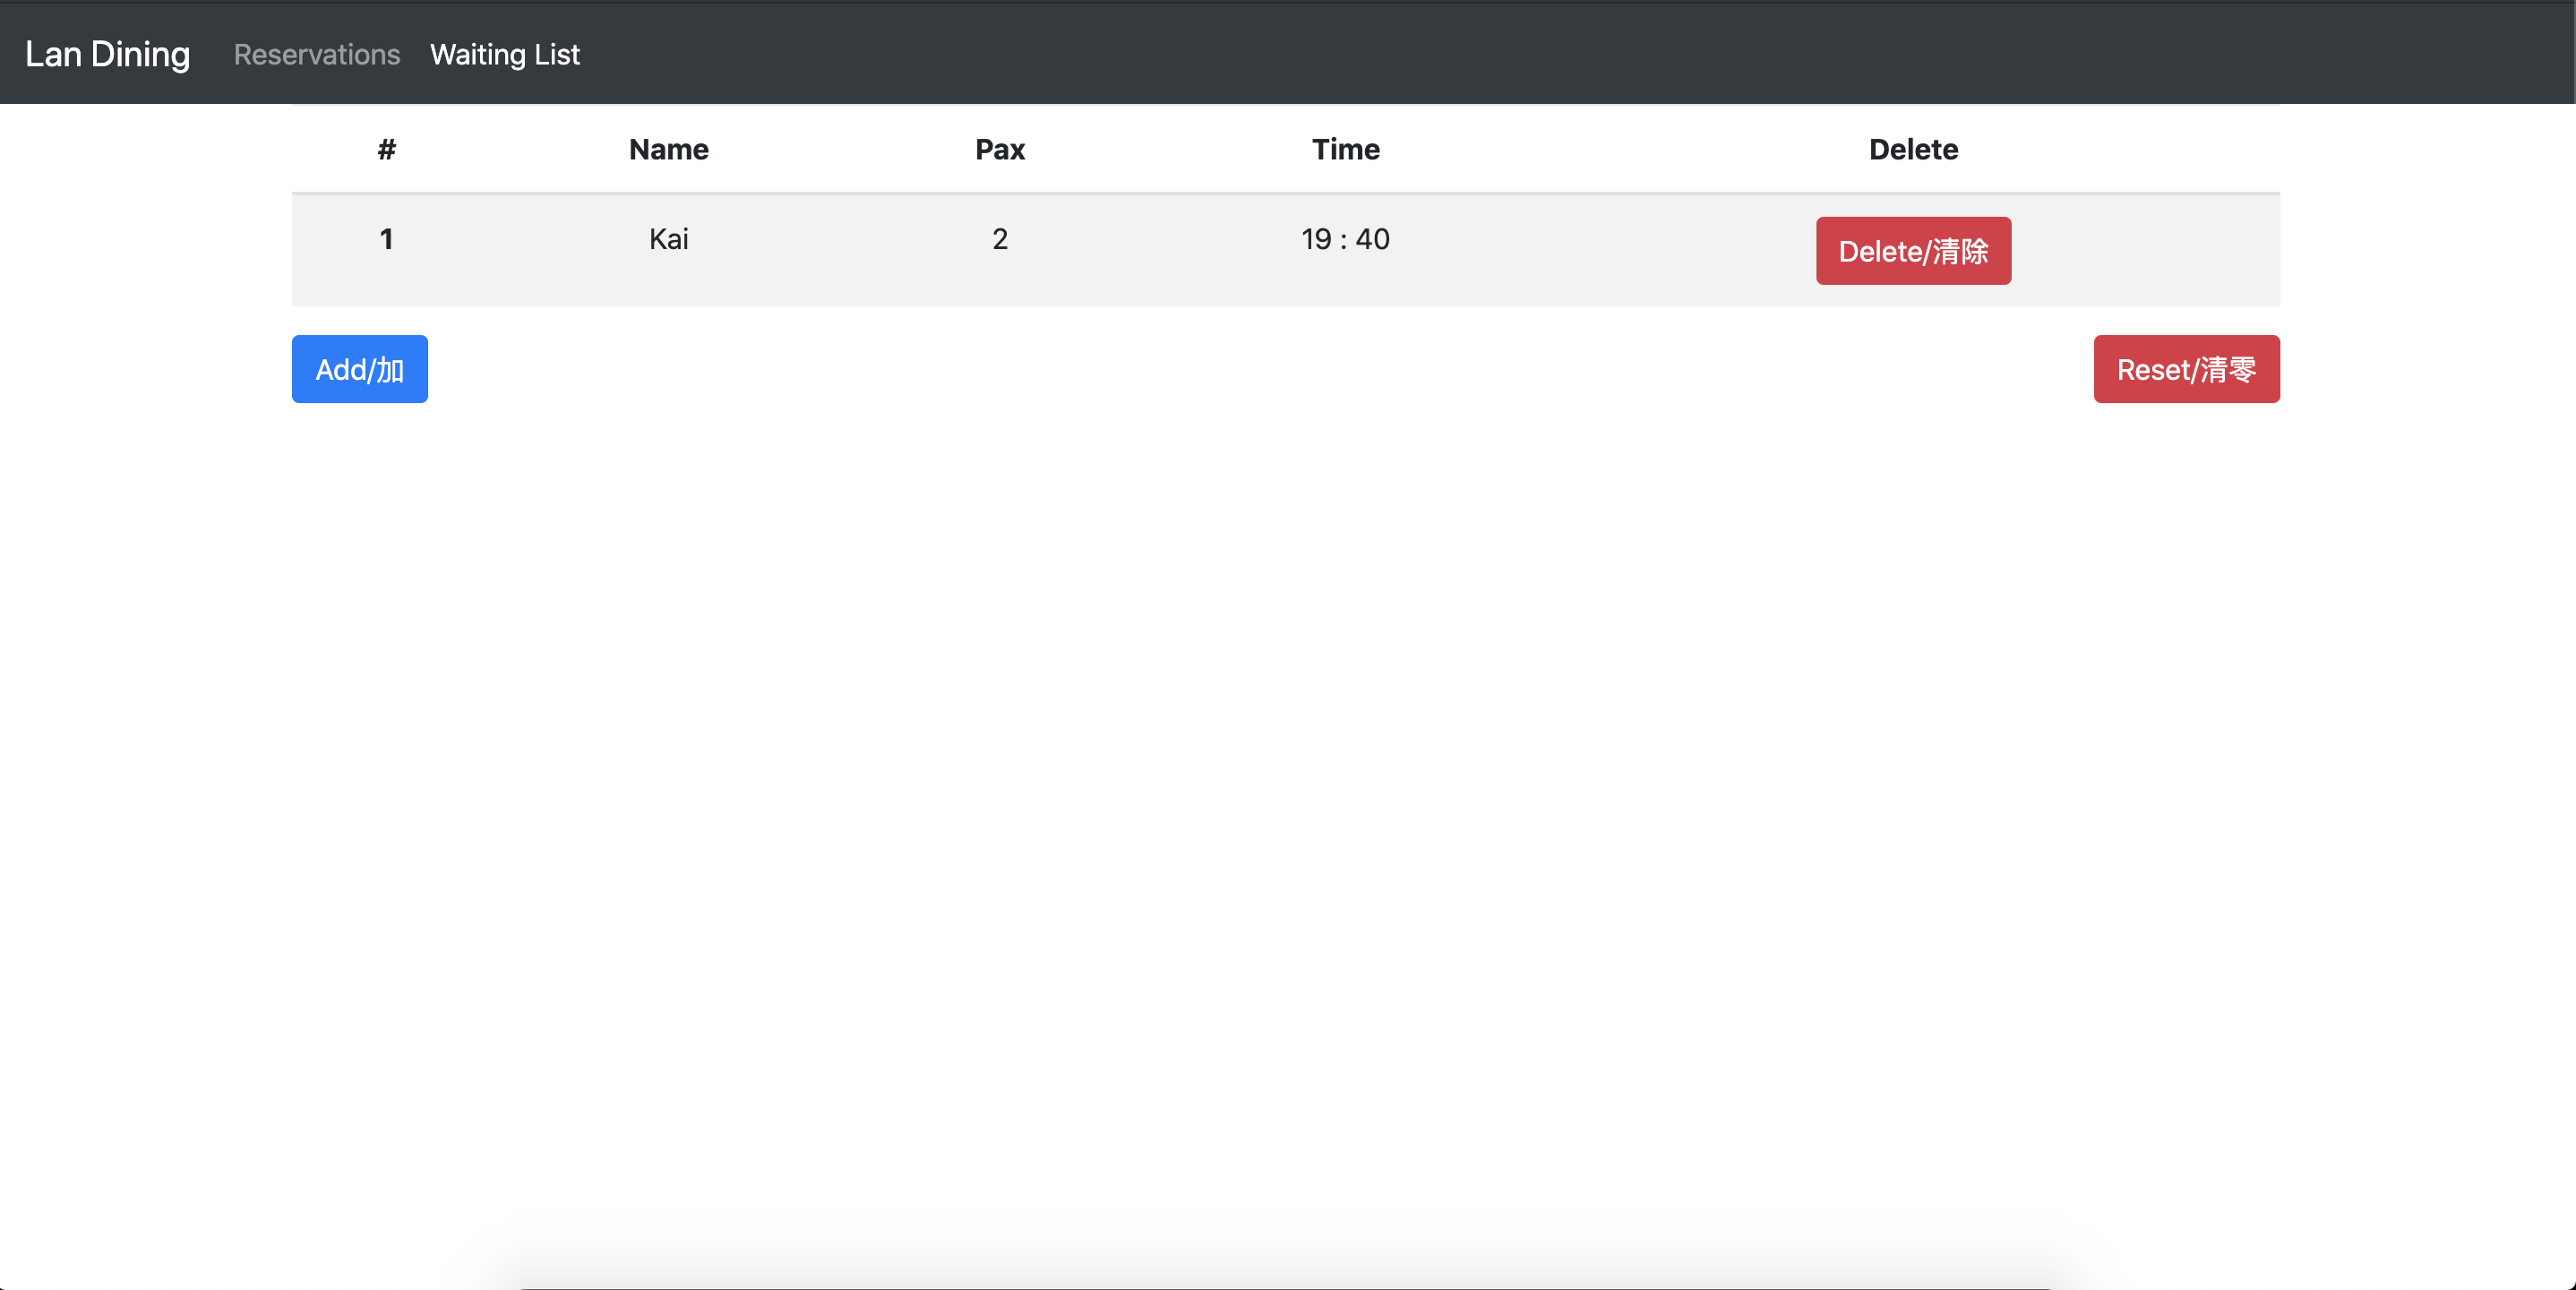 Lan Dining Reservations Waiting List
# Name Pax Time Delete
1 Kai 2 19 : 40 Delete/清除
Add/加 Reset/清零